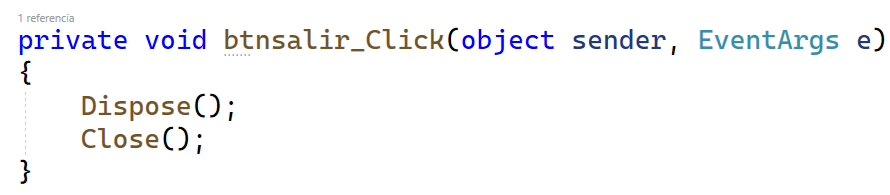 1 referencia
private void btnsalir_Click(object sender, EventArgs e)
{
    Dispose();
    Close();
}